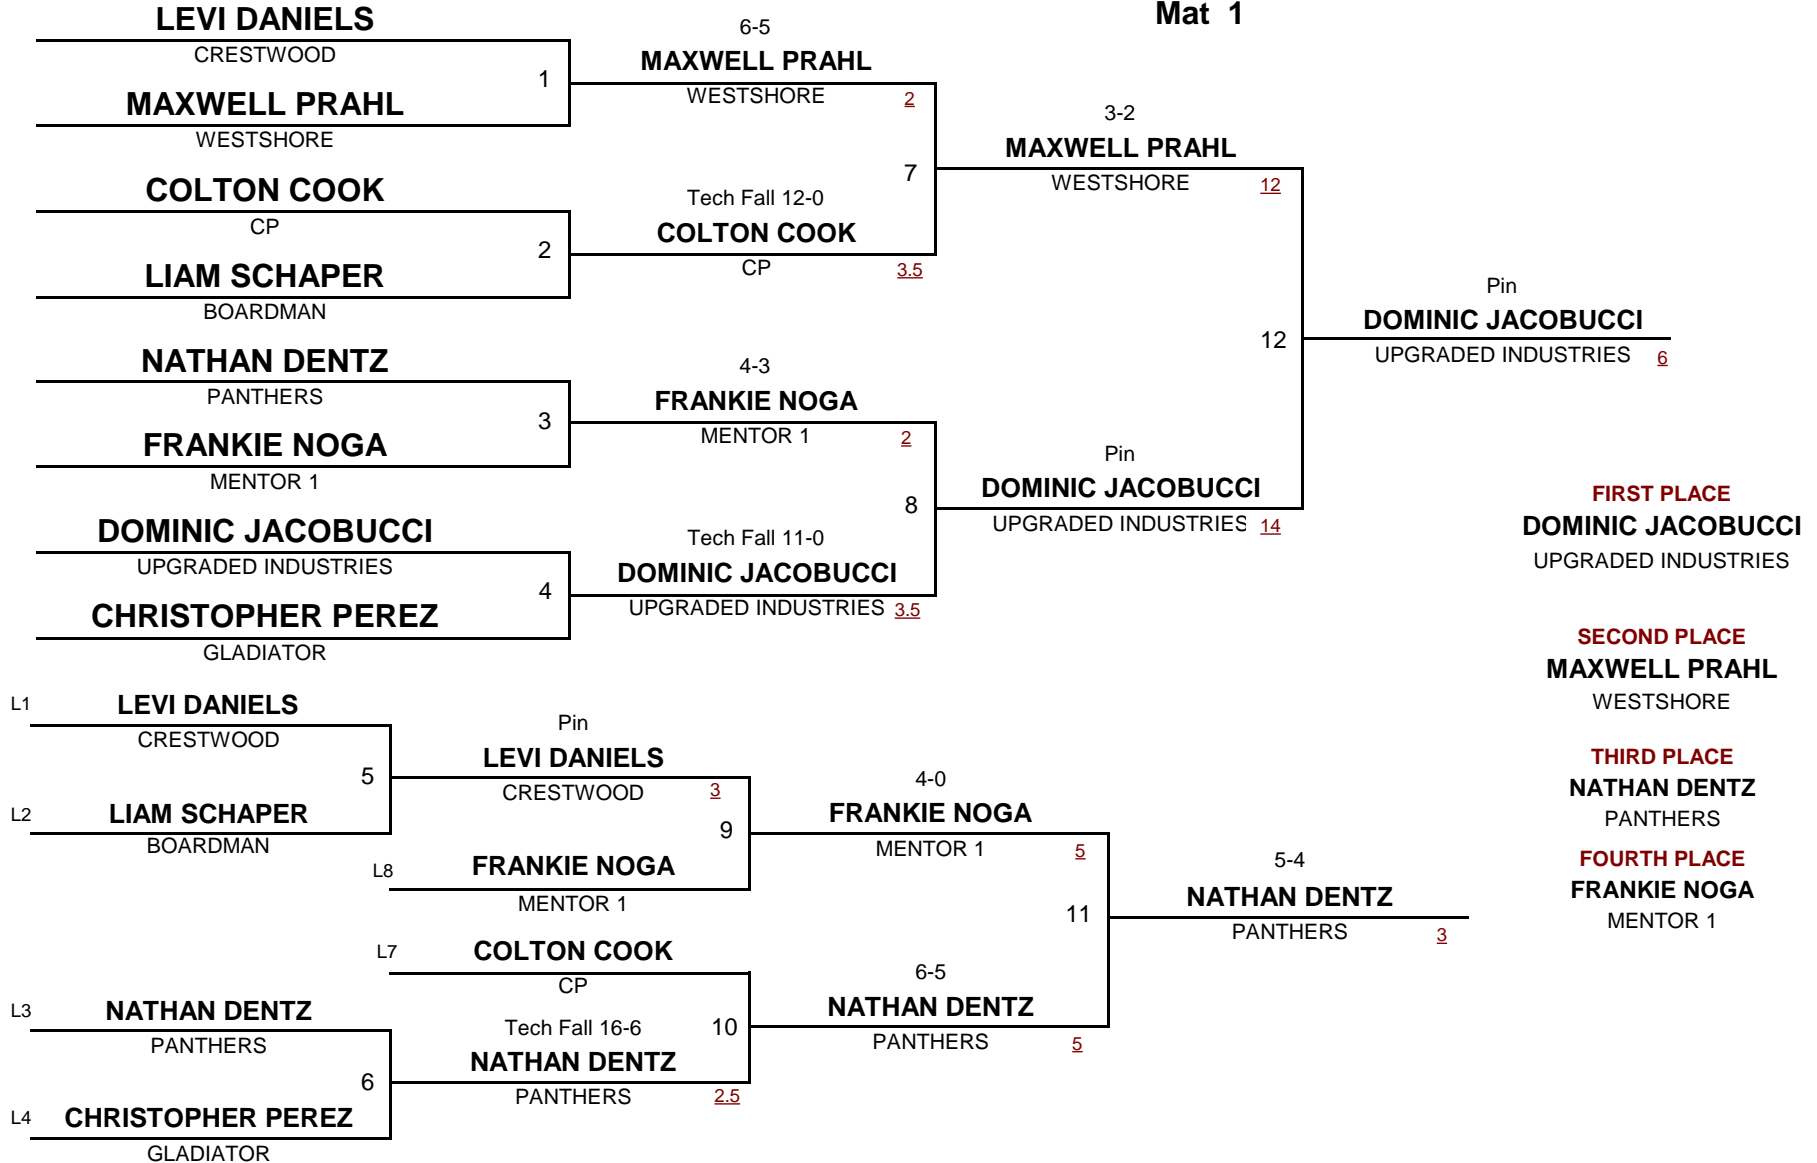 Mat 1
LEVI DANIELS
CRESTWOOD
1
MAXWELL PRAHL
WESTSHORE
6-5
MAXWELL PRAHL
WESTSHORE 2
COLTON COOK
CP
2
LIAM SCHAPER
BOARDMAN
7
Tech Fall 12-0
COLTON COOK
CP 3.5
3-2
MAXWELL PRAHL
WESTSHORE 12
NATHAN DENTZ
PANTHERS
3
FRANKIE NOGA
MENTOR 1
4-3
FRANKIE NOGA
MENTOR 1 2
DOMINIC JACOBUCCI
UPGRADED INDUSTRIES
4
CHRISTOPHER PEREZ
GLADIATOR
8
Tech Fall 11-0
DOMINIC JACOBUCCI
UPGRADED INDUSTRIES 3.5
Pin
DOMINIC JACOBUCCI
UPGRADED INDUSTRIES 14
12
Pin
DOMINIC JACOBUCCI
UPGRADED INDUSTRIES 6
FIRST PLACE
DOMINIC JACOBUCCI
UPGRADED INDUSTRIES
SECOND PLACE
MAXWELL PRAHL
WESTSHORE
THIRD PLACE
NATHAN DENTZ
PANTHERS
FOURTH PLACE
FRANKIE NOGA
MENTOR 1
L1 LEVI DANIELS
CRESTWOOD
5
L2 LIAM SCHAPER
BOARDMAN
Pin
LEVI DANIELS
CRESTWOOD 3
9
L8 FRANKIE NOGA
MENTOR 1
4-0
FRANKIE NOGA
MENTOR 1 5
L7 COLTON COOK
CP
L3 NATHAN DENTZ
PANTHERS
6
L4 CHRISTOPHER PEREZ
GLADIATOR
Tech Fall 16-6 10
NATHAN DENTZ
PANTHERS 2.5
6-5
NATHAN DENTZ
PANTHERS 5
11
5-4
NATHAN DENTZ
PANTHERS 3